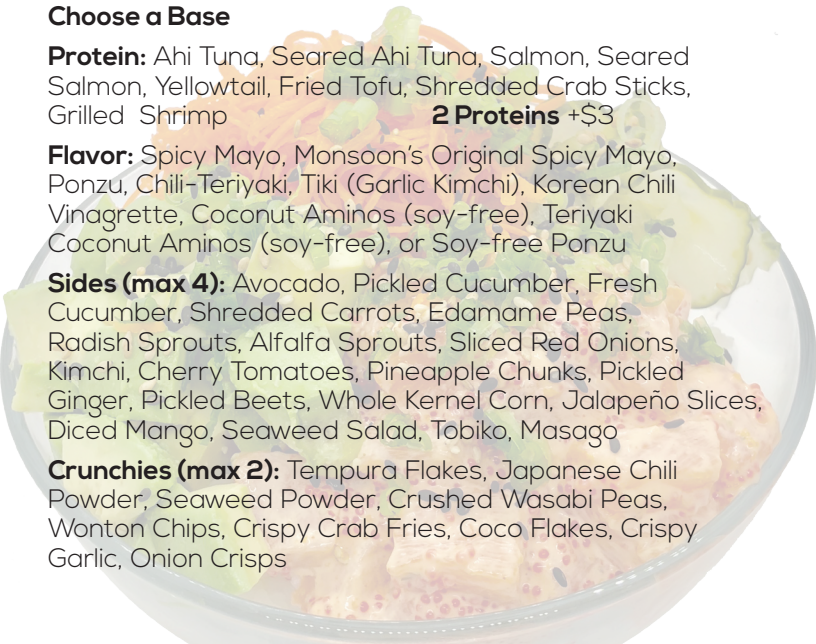 Choose a Base
Protein: Ahi Tuna, Seared Ahi Tuna, Salmon, Seared
Salmon, Yellowtail, Fried Tofu, Shredded Crab Sticks,
Grilled Shrimp 2 Proteins +$3
Flavor: Spicy Mayo, Monsoon's Original Spicy Mayo,
Ponzu, Chili-Teriyaki, Tiki (Garlic Kimchi), Korean Chili
Vinagrette, Coconut Aminos (soy-free), Teriyaki
Coconut Aminos (soy-free), or Soy-free Ponzu
Sides (max 4): Avocado, Pickled Cucumber, Fresh
Cucumber, Shredded Carrots, Edamame Peas,
Radish Sprouts, Alfalfa Sprouts, Sliced Red Onions,
Kimchi, Cherry Tomatoes, Pineapple Chunks, Pickled
Ginger, Pickled Beets, Whole Kernel Corn, Jalapeño Slices,
Diced Mango, Seaweed Salad, Tobiko, Masago
Crunchies (max 2): Tempura Flakes, Japanese Chili
Powder, Seaweed Powder, Crushed Wasabi Peas,
Wonton Chips, Crispy Crab Fries, Coco Flakes, Crispy
Garlic, Onion Crisps